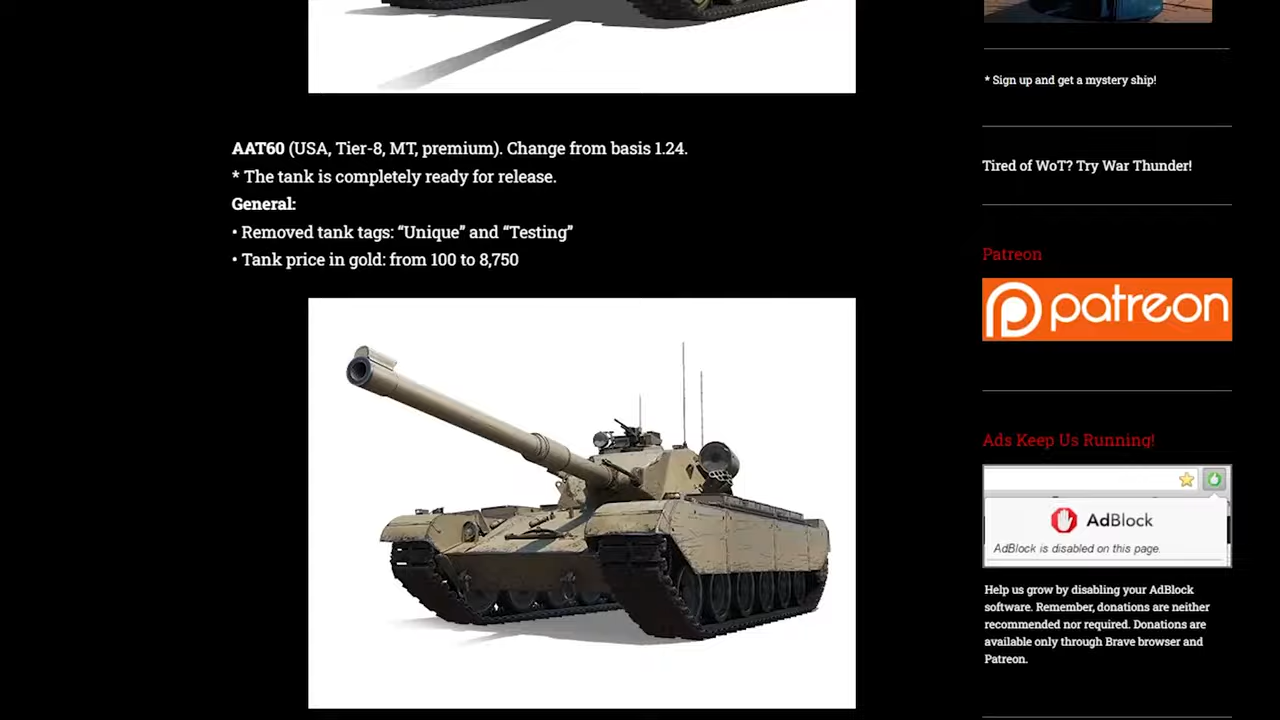 AAT60 (USA, Tier-8, MT, premium). Change from basis 1.24.
* The tank is completely ready for release.
General:
• Removed tank tags: “Unique” and “Testing”
• Tank price in gold: from 100 to 8,750
* Sign up and get a mystery ship!
Tired of WoT? Try War Thunder!
Patreon
patreon
Ads Keep Us Running!
AdBlock
AdBlock is disabled on this page.
Help us grow by disabling your AdBlock
software. Remember, donations are neither
recommended nor required. Donations are
available only through Brave browser and
Patreon.